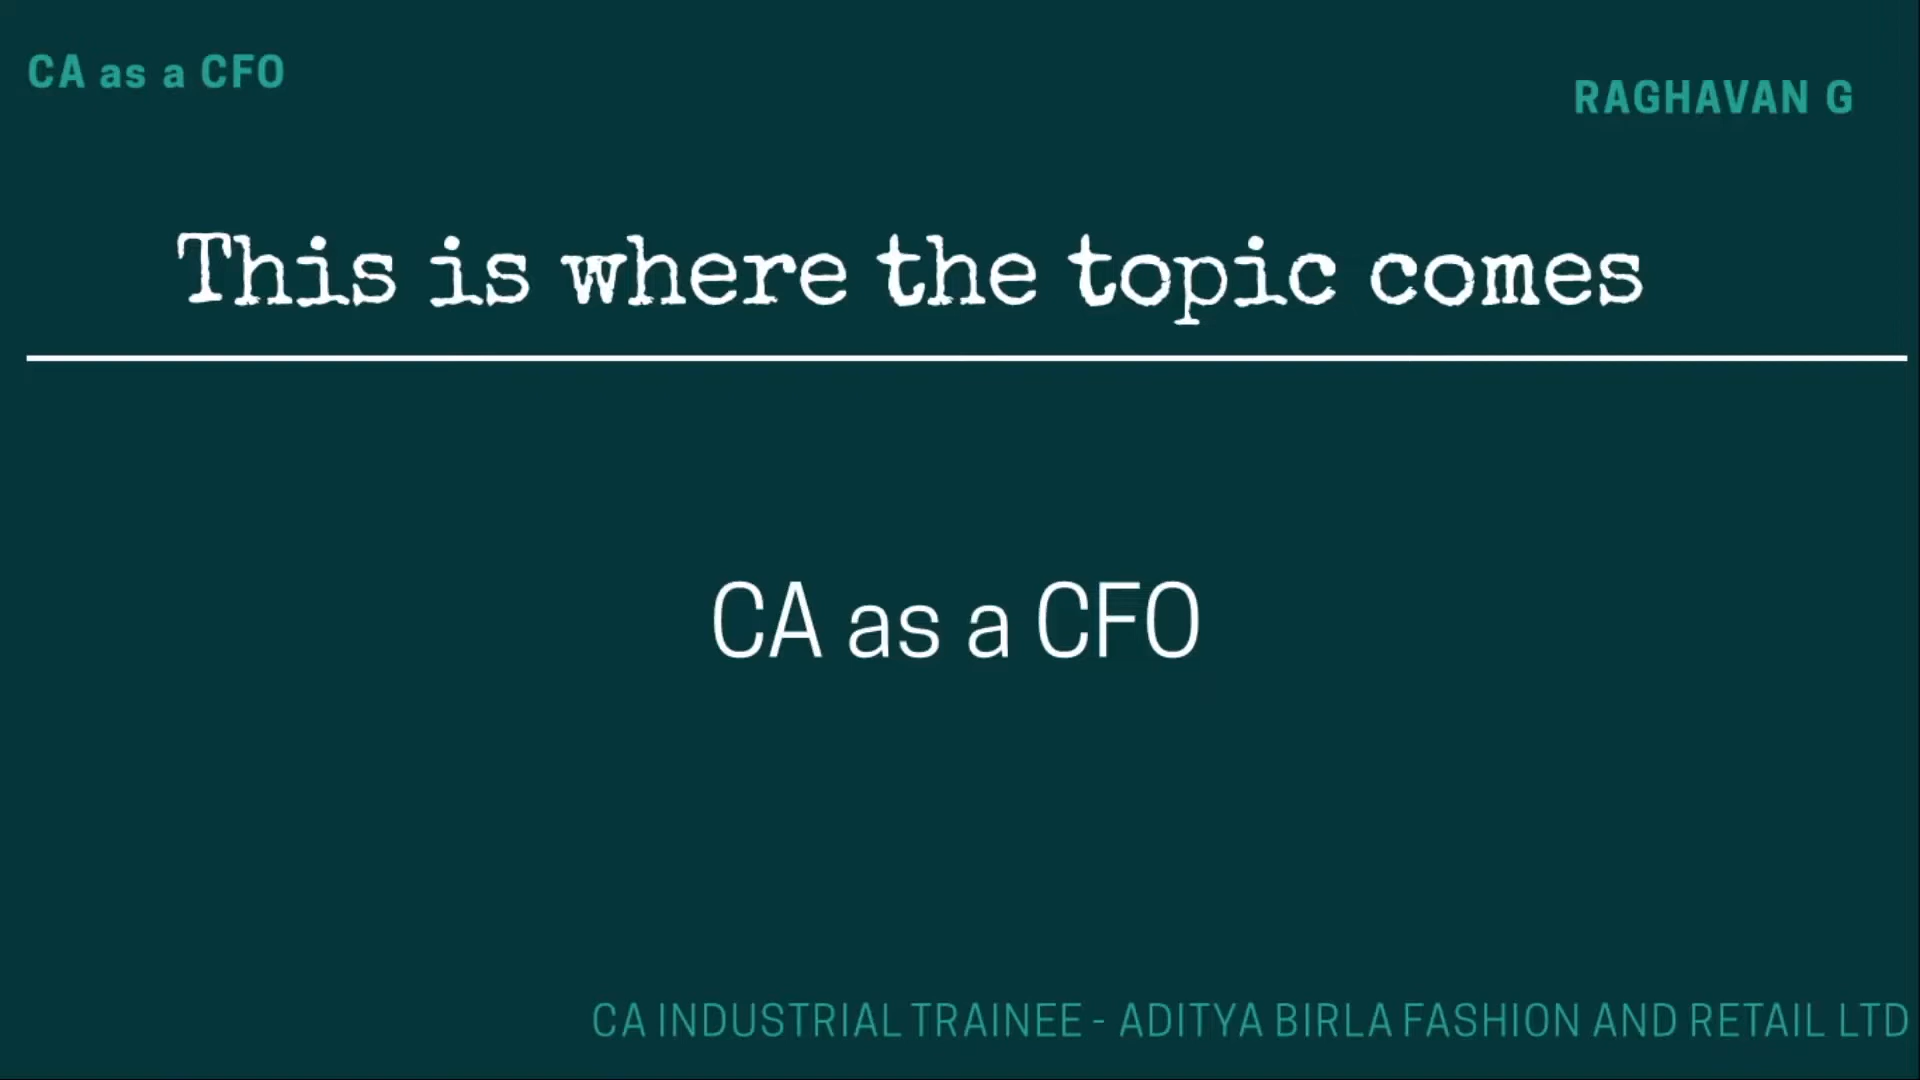 CA as a CFO
RAGHAVAN G
This is where the topic comes
CA as a CFO
CA INDUSTRIAL TRAINEE - ADITYA BIRLA FASHION AND RETAIL LTD